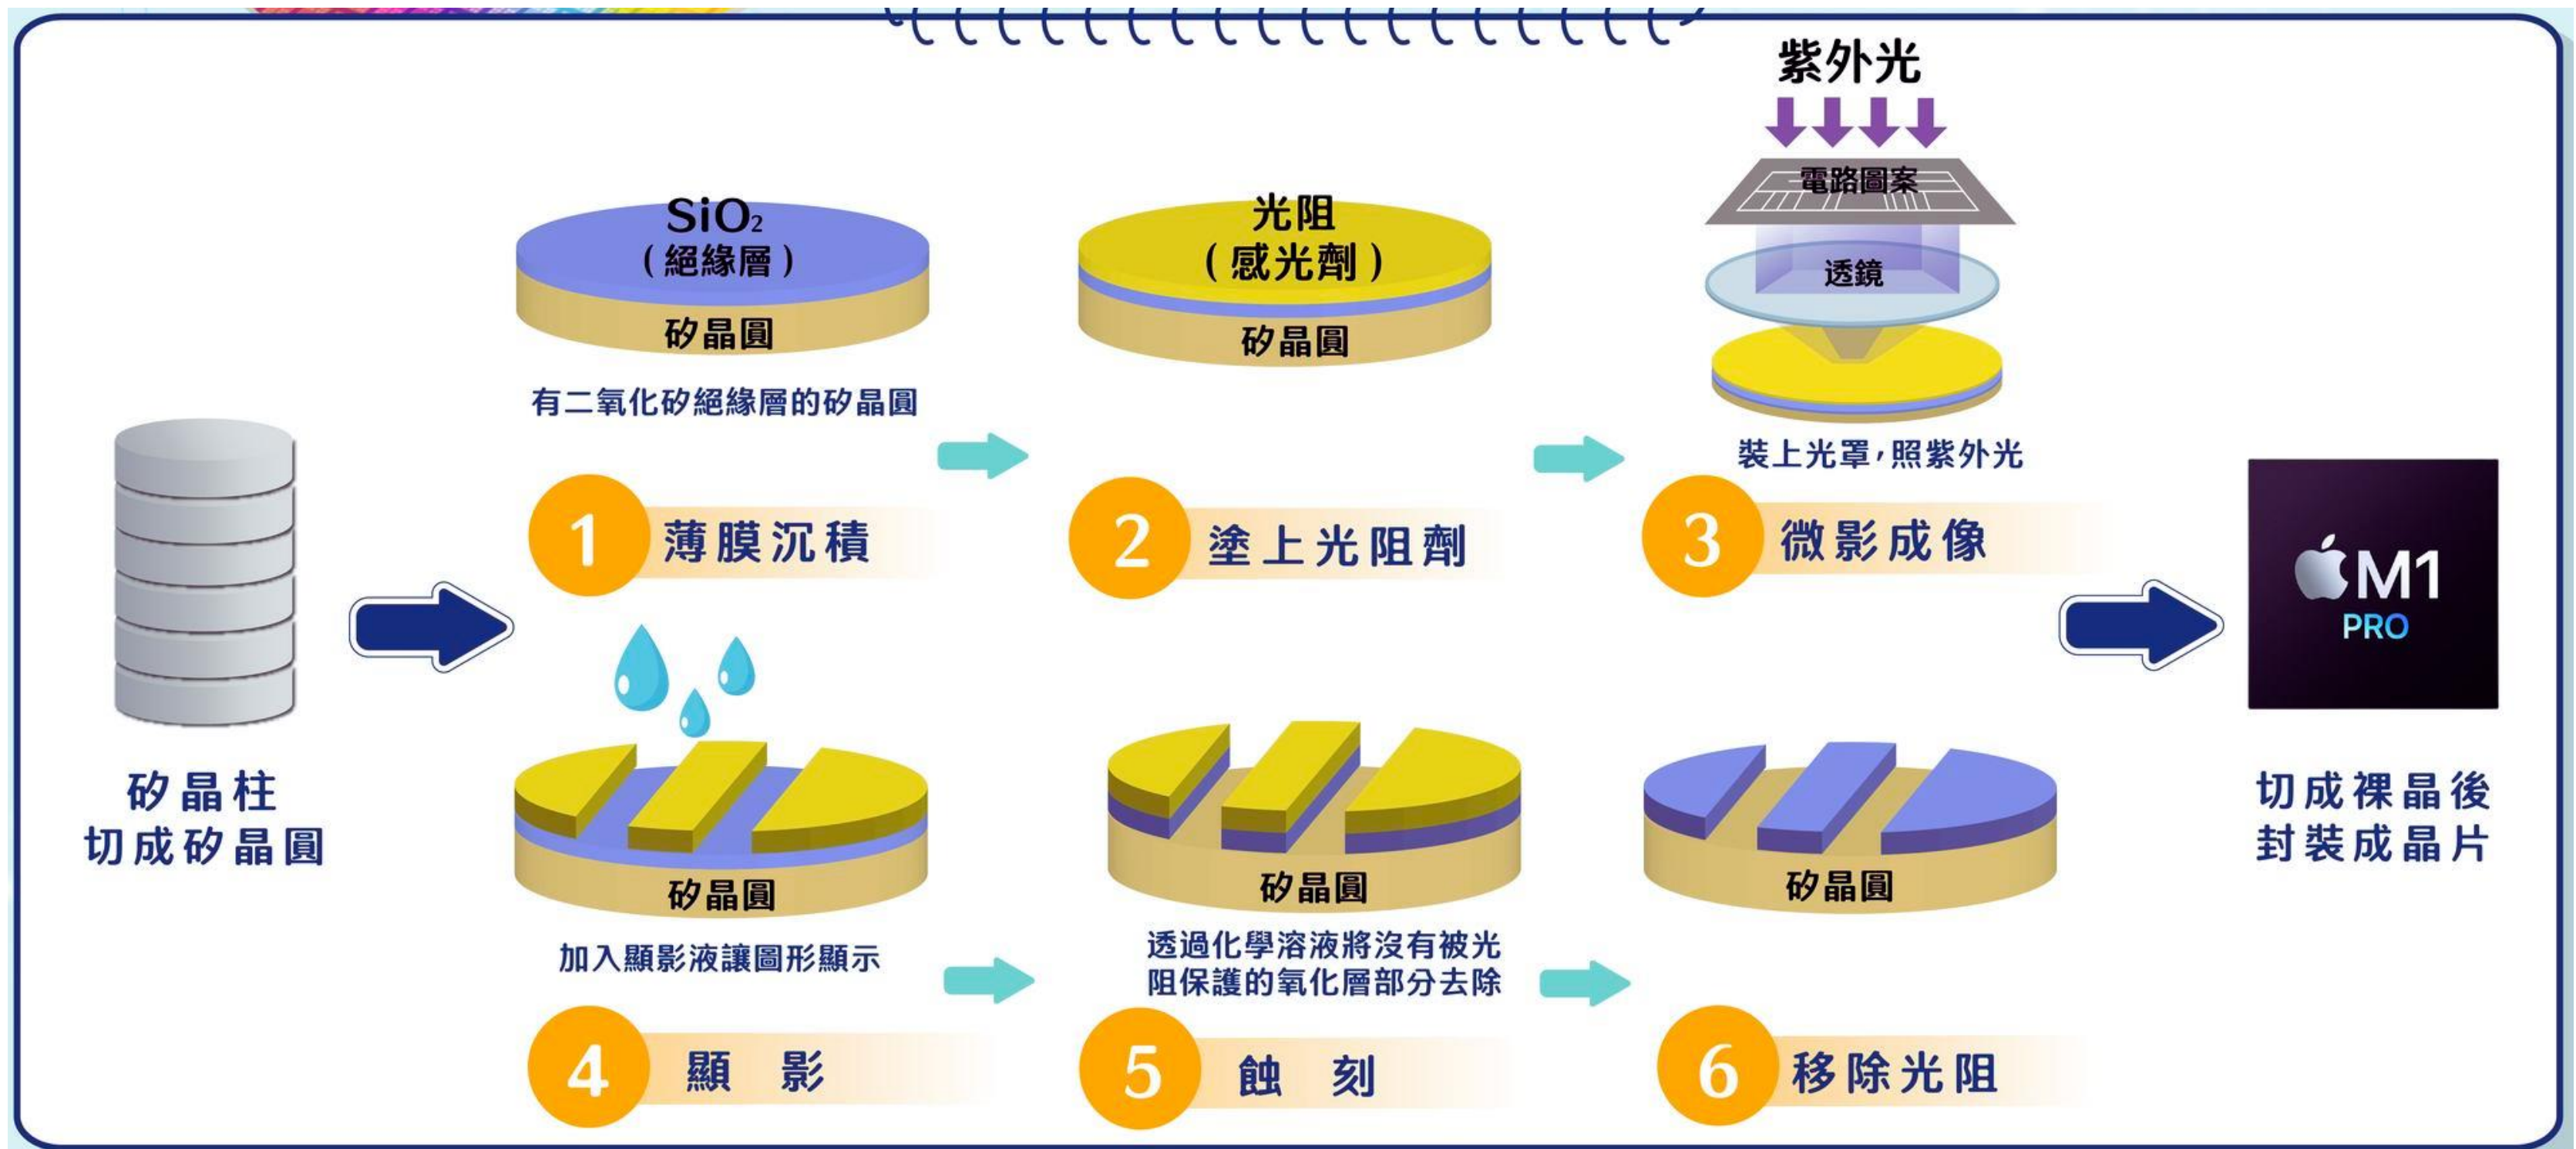 矽晶柱
切成矽晶圓
SiO₂
(絕緣層)
矽晶圓
有二氧化矽絕緣層的矽晶圓
1 薄膜沉積
光阻
(感光劑)
矽晶圓
2 塗上光阻劑
紫外光
電路圖案
透鏡
裝上光罩,照紫外光
3 微影成像
矽晶圓
加入顯影液讓圖形顯示
4 顯 影
矽晶圓
透過化學溶液將沒有被光
阻保護的氧化層部分去除
5 蝕 刻
矽晶圓
6 移除光阻
M1
PRO
切成裸晶後
封裝成晶片